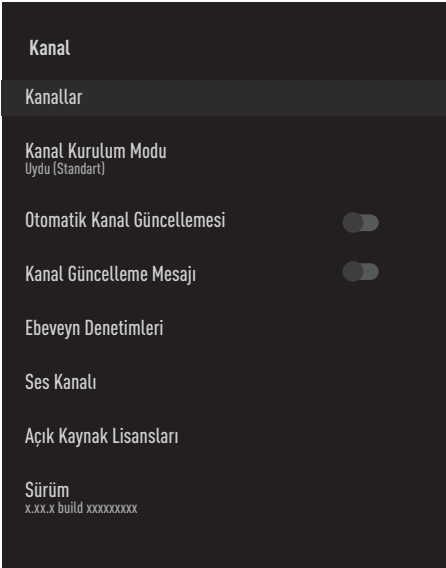 Kanal
Kanallar
Kanal Kurulum Modu
Uydu (Standart)
Otomatik Kanal Güncellemesi
Kanal Güncelleme Mesajı
Ebeveyn Denetimleri
Ses Kanalı
Açık Kaynak Lisansları
Sürüm
x.xx.x build xxxxxxxxx